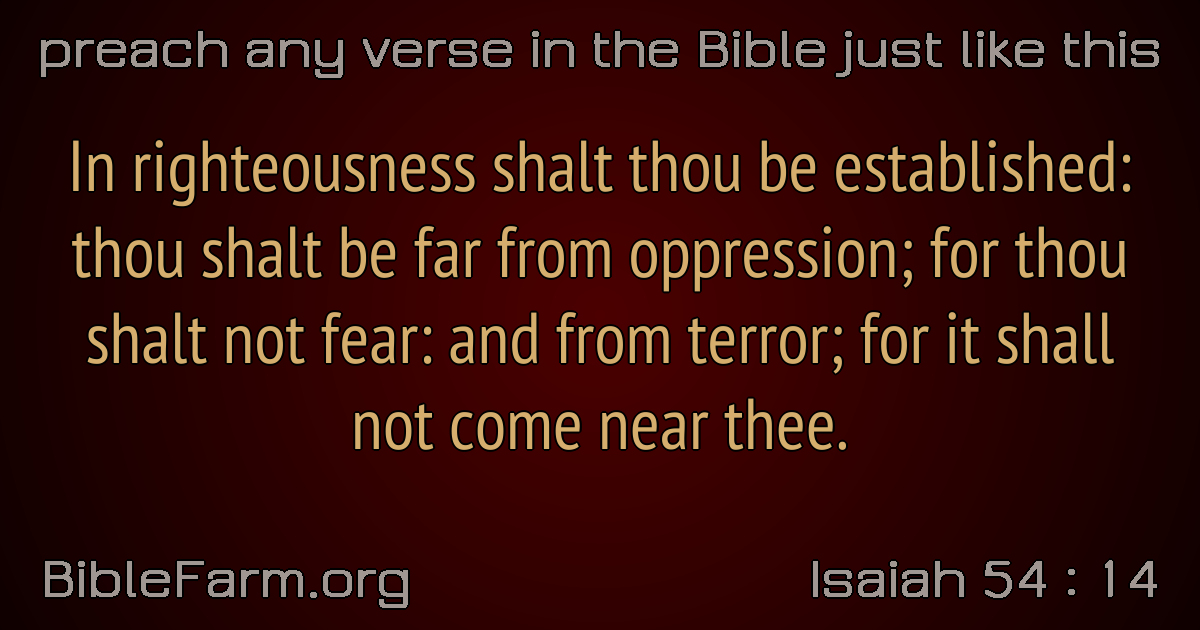 preach any verse in the Bible just like this
In righteousness shalt thou be established:
thou shalt be far from oppression; for thou
shalt not fear: and from terror; for it shall
not come near thee.
BibleFarm.org
Isaiah 54 : 14